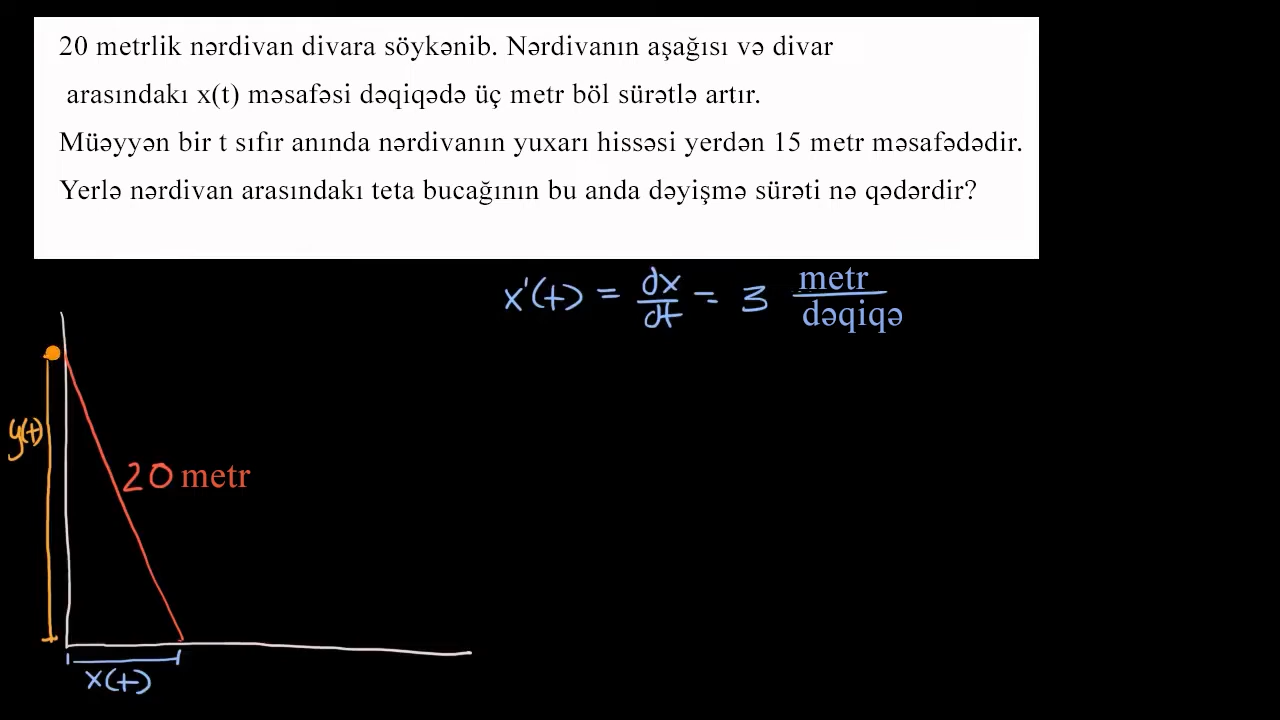 20 metrlik nərdivan divara söykənib. Nərdivanın aşağısı və divar
arasındakı x(t) məsafəsi dəqiqədə üç metr böl sürətlə artır.
Müəyyən bir t sıfır anında nərdivanın yuxarı hissəsi yerdən 15 metr məsafədədir.
Yerlə nərdivan arasındakı teta bucağının bu anda dəyişmə sürəti nə qədərdir?
x'(t) = dx/dt = 3 metr/dəqiqə
y(t)
20 metr
x(t)